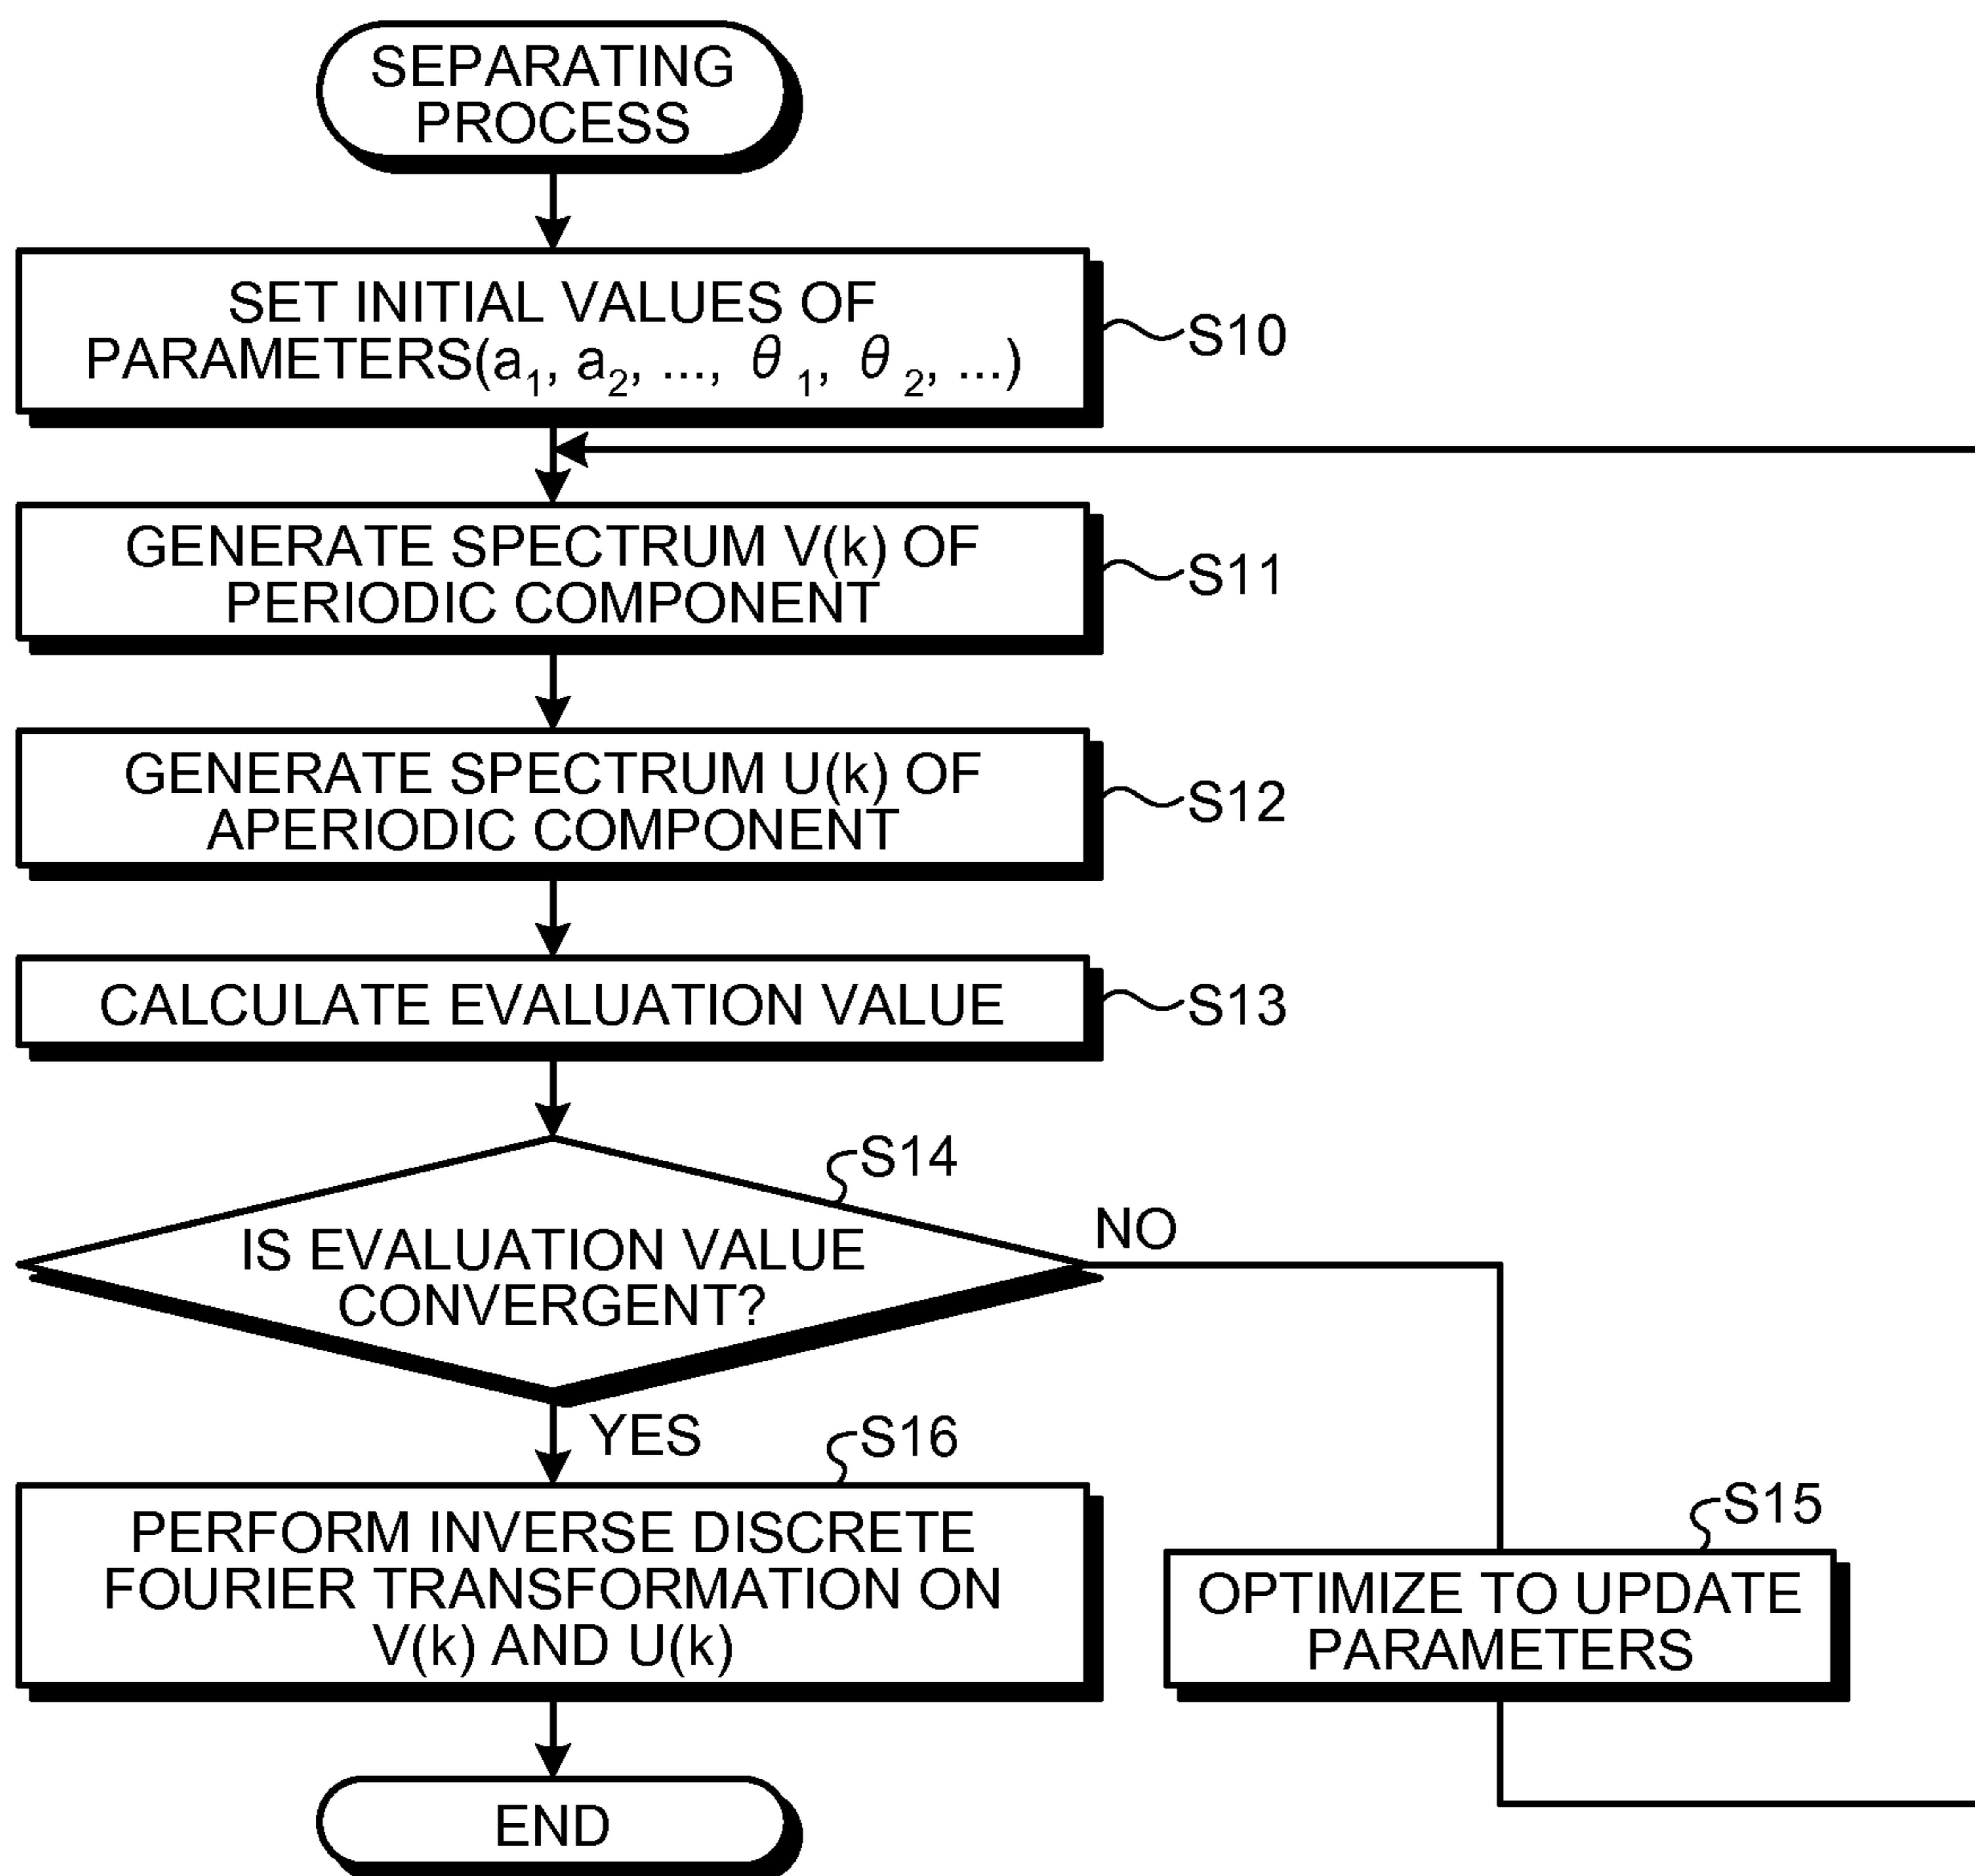 SEPARATING
PROCESS
SET INITIAL VALUES OF
PARAMETERS(a₁, a₂, ..., θ₁, θ₂, ...)
S10
GENERATE SPECTRUM V(k) OF
PERIODIC COMPONENT
S11
GENERATE SPECTRUM U(k) OF
APERIODIC COMPONENT
S12
CALCULATE EVALUATION VALUE
S13
S14
IS EVALUATION VALUE
CONVERGENT?
NO
YES
S16
PERFORM INVERSE DISCRETE
FOURIER TRANSFORMATION ON
V(k) AND U(k)
S15
OPTIMIZE TO UPDATE
PARAMETERS
END